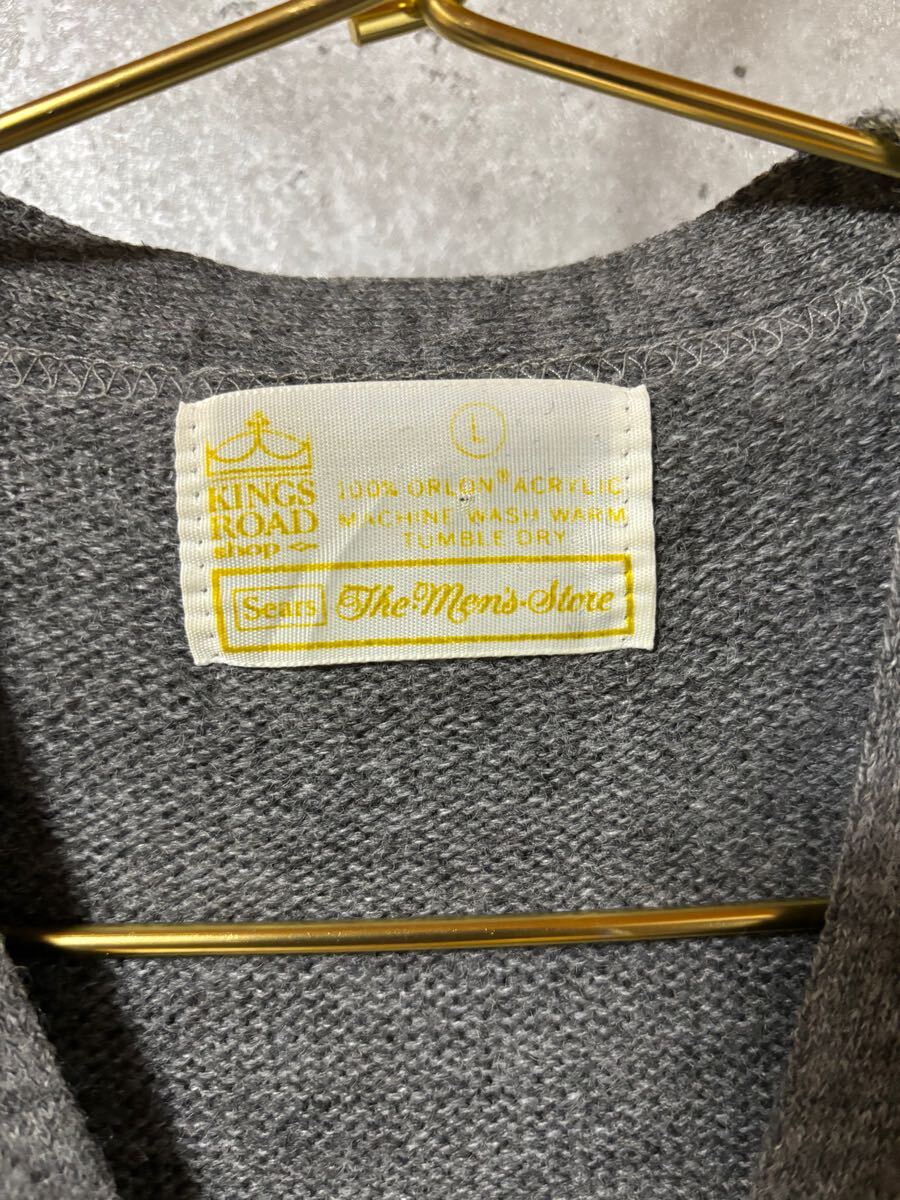 KINGS
ROAD
shop
L
100% ORLON® ACRYLIC
MACHINE WASH WARM
TUMBLE DRY
Sears The Men's Store